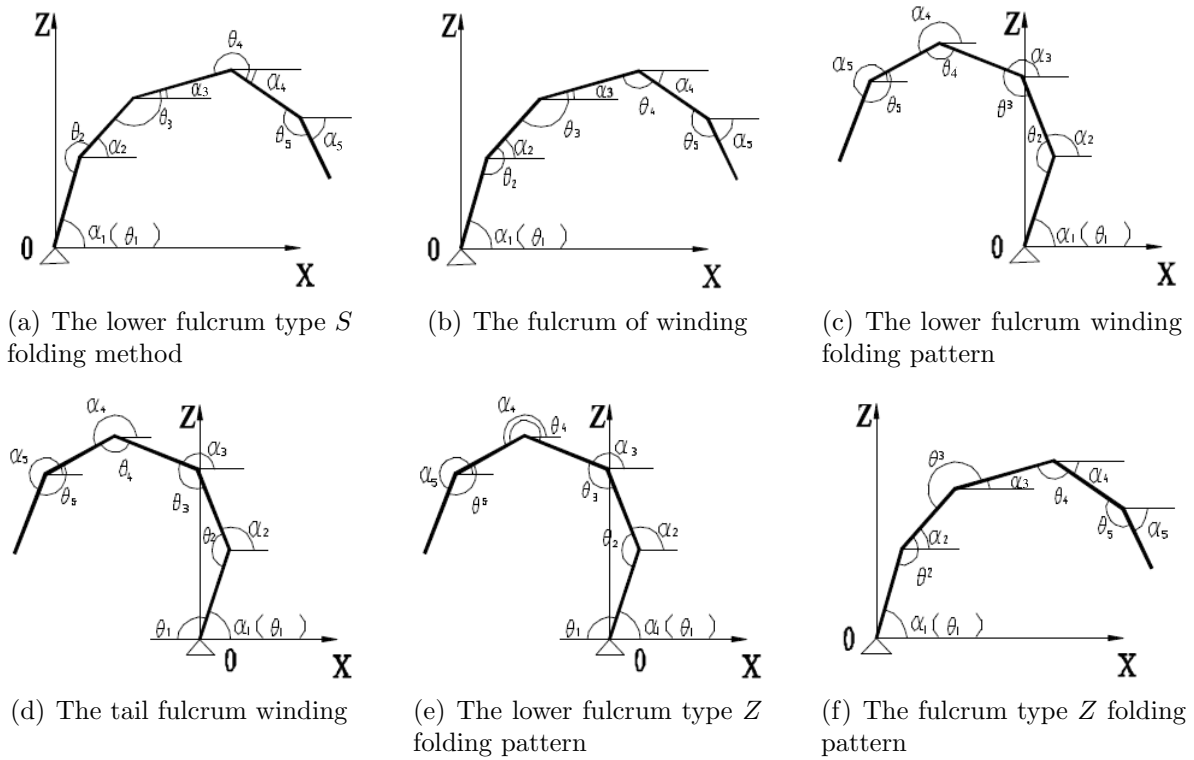 Z
θ₄
α₃
α₄
θ₂
θ₃
α₂
θ₅
α₅
0
α₁(θ₁)
X
(a) The lower fulcrum type S
folding method
Z
α₃
θ₄
α₄
θ₃
α₂
θ₂
θ₅
α₅
0
α₁(θ₁)
X
(b) The fulcrum of winding
α₄
Z
α₅
θ₄
α₃
θ₅
θ³
θ₂
α₂
0
α₁(θ₁)
X
(c) The lower fulcrum winding
folding pattern
α₄
Z
α₅
θ₄
α₃
θ₅
θ₃
θ₂
α₂
θ₁
α₁(θ₁)
0
X
(d) The tail fulcrum winding
α₄
θ₄
Z
α₅
α₃
θ⁵
θ₃
θ₂
α₂
θ₁
α₁(θ₁)
0
X
(e) The lower fulcrum type Z
folding pattern
Z
θ³
α₃
θ₄
α₄
α₂
θ²
θ₅
α₅
0
α₁(θ₁)
X
(f) The fulcrum type Z folding
pattern